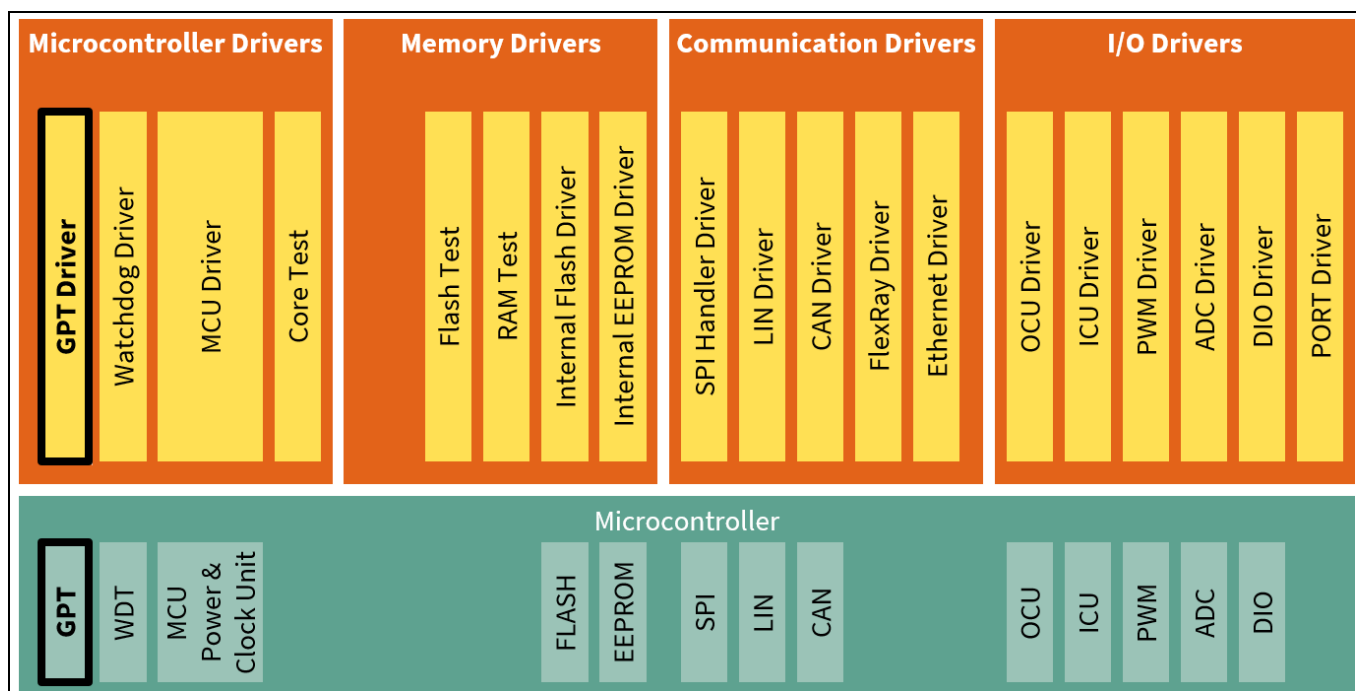 Microcontroller Drivers
GPT Driver
Watchdog Driver
MCU Driver
Core Test
Memory Drivers
Flash Test
RAM Test
Internal Flash Driver
Internal EEPROM Driver
Communication Drivers
SPI Handler Driver
LIN Driver
CAN Driver
FlexRay Driver
Ethernet Driver
I/O Drivers
OCU Driver
ICU Driver
PWM Driver
ADC Driver
DIO Driver
PORT Driver
Microcontroller
GPT
WDT
MCU
Power &
Clock Unit
FLASH
EEPROM
SPI
LIN
CAN
OCU
ICU
PWM
ADC
DIO